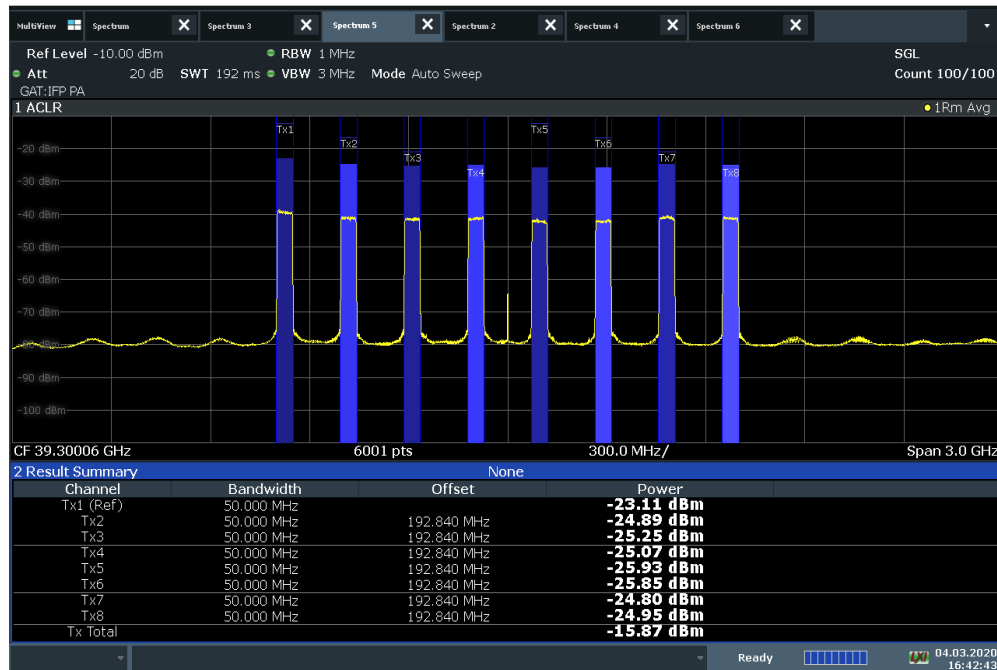 MultiView Spectrum Spectrum 3 Spectrum 5 Spectrum 2 Spectrum 4 Spectrum 6
Ref Level -10.00 dBm RBW 1 MHz SGL
Att 20 dB SWT 192 ms VBW 3 MHz Mode Auto Sweep Count 100/100
GAT:IFP PA
1 ACLR 1Rm Avg
Tx1 Tx5
Tx2 Tx6
Tx3 Tx7
Tx4 Tx8
-20 dBm
-30 dBm
-40 dBm
-50 dBm
-60 dBm
-70 dBm
-80 dBm
-90 dBm
-100 dBm
CF 39.30006 GHz 6001 pts 300.0 MHz/ Span 3.0 GHz
2 Result Summary None
Channel Bandwidth Offset Power
Tx1 (Ref) 50.000 MHz -23.11 dBm
Tx2 50.000 MHz 192.840 MHz -24.89 dBm
Tx3 50.000 MHz 192.840 MHz -25.25 dBm
Tx4 50.000 MHz 192.840 MHz -25.07 dBm
Tx5 50.000 MHz 192.840 MHz -25.93 dBm
Tx6 50.000 MHz 192.840 MHz -25.85 dBm
Tx7 50.000 MHz 192.840 MHz -24.80 dBm
Tx8 50.000 MHz 192.840 MHz -24.95 dBm
Tx Total -15.87 dBm
Ready 04.03.2020
16:42:43